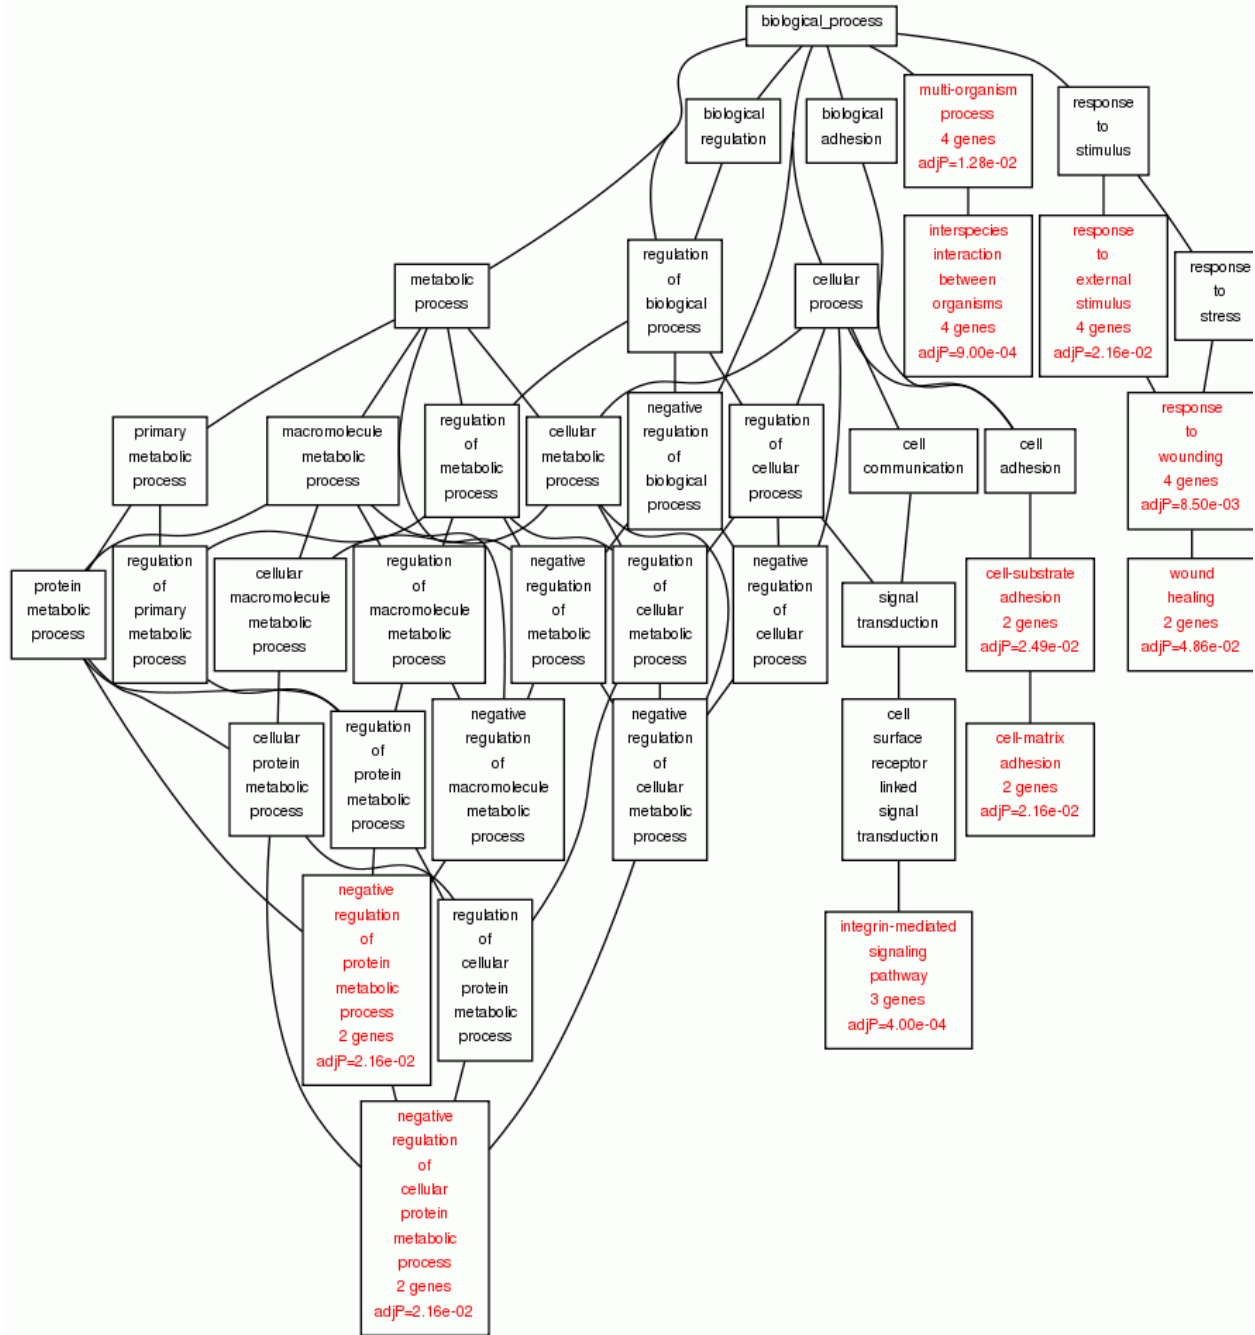 biological_process
biological
regulation
biological
adhesion
multi-organism
process
4 genes
adjP=1.28e-02
response
to
stimulus
metabolic
process
regulation
of
biological
process
cellular
process
interspecies
interaction
between
organisms
4 genes
adjP=9.00e-04
response
to
external
stimulus
4 genes
adjP=2.16e-02
response
to
stress
primary
metabolic
process
macromolecule
metabolic
process
regulation
of
metabolic
process
cellular
metabolic
process
negative
regulation
of
biological
process
regulation
of
cellular
process
cell
communication
cell
adhesion
response
to
wounding
4 genes
adjP=8.50e-03
protein
metabolic
process
regulation
of
primary
metabolic
process
cellular
macromolecule
metabolic
process
regulation
of
macromolecule
metabolic
process
negative
regulation
of
metabolic
process
regulation
of
cellular
metabolic
process
negative
regulation
of
cellular
process
signal
transduction
cell-substrate
adhesion
2 genes
adjP=2.49e-02
wound
healing
2 genes
adjP=4.86e-02
cellular
protein
metabolic
process
regulation
of
protein
metabolic
process
negative
regulation
of
macromolecule
metabolic
process
negative
regulation
of
cellular
metabolic
process
cell
surface
receptor
linked
signal
transduction
cell-matrix
adhesion
2 genes
adjP=2.16e-02
negative
regulation
of
protein
metabolic
process
2 genes
adjP=2.16e-02
regulation
of
cellular
protein
metabolic
process
integrin-mediated
signaling
pathway
3 genes
adjP=4.00e-04
negative
regulation
of
cellular
protein
metabolic
process
2 genes
adjP=2.16e-02